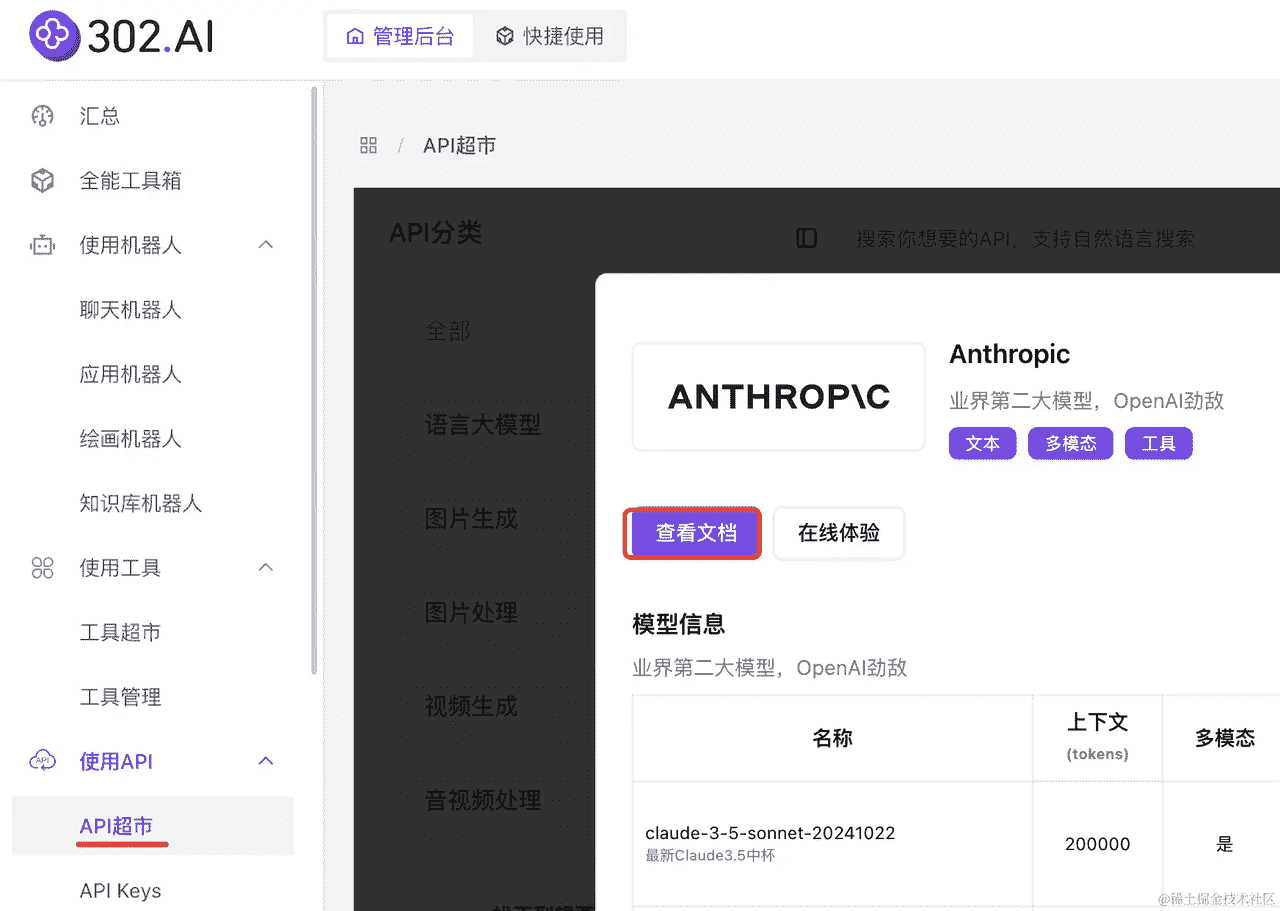 302.AI
管理后台
快捷使用
汇总
全能工具箱
使用机器人
聊天机器人
应用机器人
绘画机器人
知识库机器人
使用工具
工具超市
工具管理
API
使用API
API超市
API Keys
/ API超市
API分类
搜索你想要的API，支持自然语言搜索
全部
语言大模型
图片生成
图片处理
视频生成
音视频处理
ANTHROP\C
Anthropic
业界第二大模型，OpenAI劲敌
文本
多模态
工具
查看文档
在线体验
模型信息
业界第二大模型，OpenAI劲敌
名称
上下文
(tokens)
多模态
claude-3-5-sonnet-20241022
最新Claude3.5中杯
200000
是
@稀土掘金技术社区